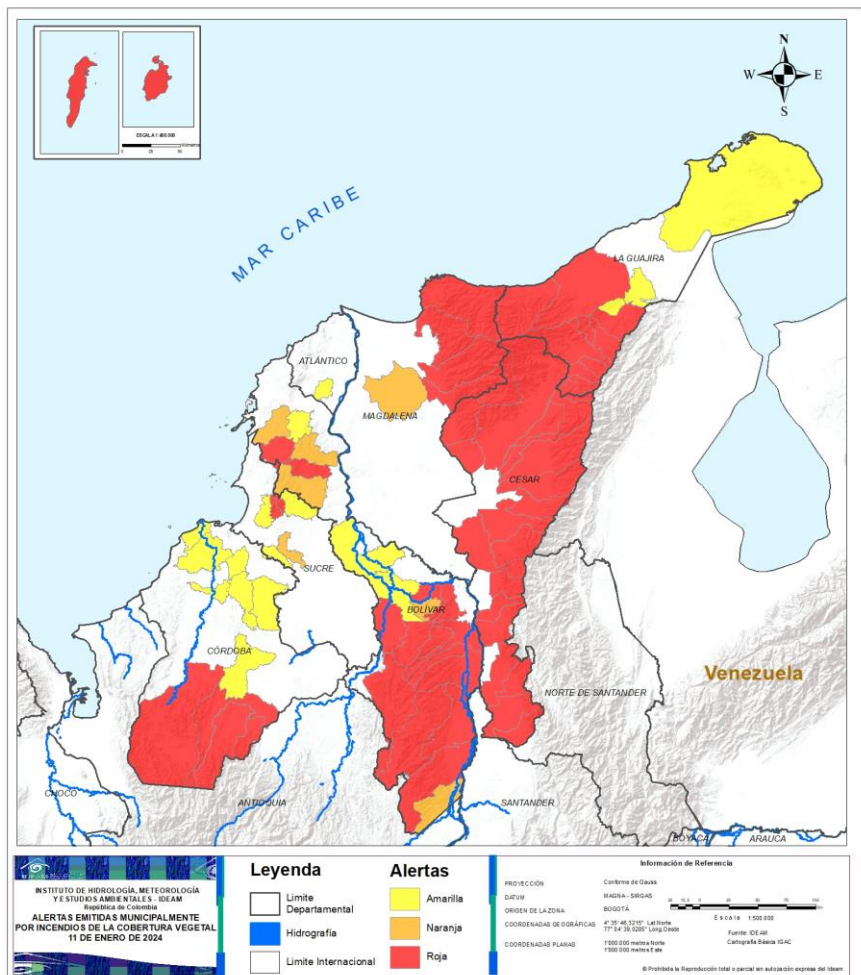 ESCALA 1:400.000
N
W
E
S
MAR CARIBE
LA GUAJIRA
ATLÁNTICO
MAGDALENA
CESAR
SUCRE
BOLÍVAR
CÓRDOBA
NORTE DE SANTANDER
Venezuela
CHOCO
ANTIOQUIA
SANTANDER
BOYACA
ARAUCA
INSTITUTO DE HIDROLOGÍA, METEOROLOGÍA
Y ESTUDIOS AMBIENTALES - IDEAM
República de Colombia
ALERTAS EMITIDAS MUNICIPALMENTE
POR INCENDIOS DE LA COBERTURA VEGETAL
11 DE ENERO DE 2024
Leyenda
Limite
Departamental
Hidrografía
Limite Internacional
Alertas
Amarilla
Naranja
Roja
Información de Referencia
PROYECCIÓN Conforme de Gauss
DATUM MAGNA - SIRGAS
ORIGEN DE LA ZONA BOGOTÁ
COORDENADAS GEOGRÁFICAS 4° 35' 46,3215" Lat.Norte
77° 04' 39,0285" Long.Oeste
COORDENADAS PLANAS 1'000.000 metros Norte
1'000.000 metros Este
Escala 1:500.000
Fuente: IDEAM
Cartografía Básica IGAC
© Prohibida la Reproducción total o parcial sin autorización expresa del Ideam